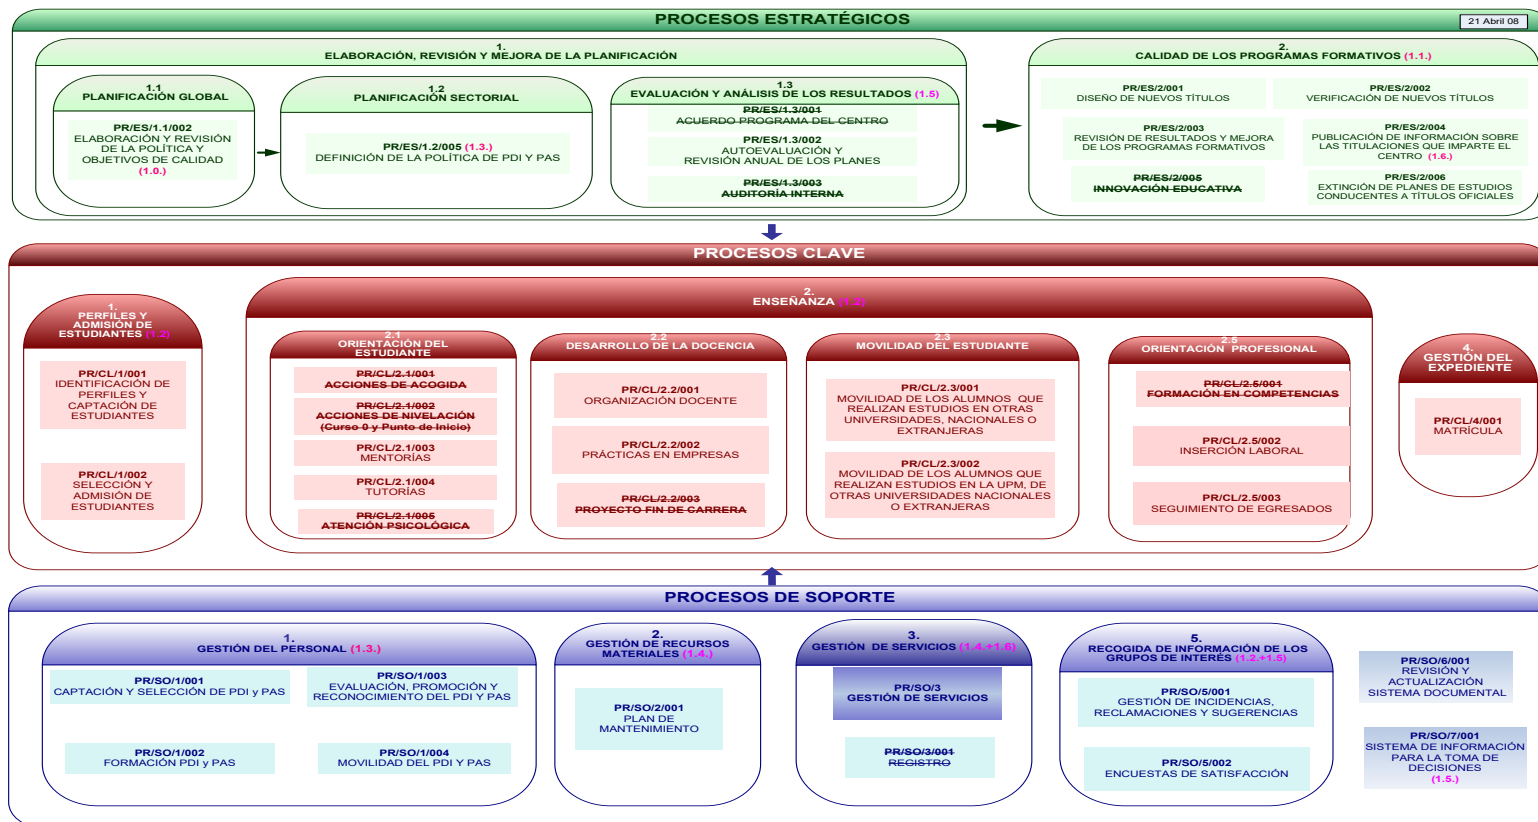 PROCESOS ESTRATÉGICOS
21 Abril 08
1.
ELABORACIÓN, REVISIÓN Y MEJORA DE LA PLANIFICACIÓN
1.1
PLANIFICACIÓN GLOBAL
PR/ES/1.1/002
ELABORACIÓN Y REVISIÓN
DE LA POLÍTICA Y
OBJETIVOS DE CALIDAD
(1.0.)
1.2
PLANIFICACIÓN SECTORIAL
PR/ES/1.2/005 (1.3.)
DEFINICIÓN DE LA POLÍTICA DE PDI Y PAS
1.3
EVALUACIÓN Y ANÁLISIS DE LOS RESULTADOS (1.5)
PR/ES/1.3/001
ACUERDO PROGRAMA DEL CENTRO
PR/ES/1.3/002
AUTOEVALUACIÓN Y
REVISIÓN ANUAL DE LOS PLANES
PR/ES/1.3/003
AUDITORÍA INTERNA
2.
CALIDAD DE LOS PROGRAMAS FORMATIVOS (1.1.)
PR/ES/2/001
DISEÑO DE NUEVOS TÍTULOS
PR/ES/2/002
VERIFICACIÓN DE NUEVOS TÍTULOS
PR/ES/2/003
REVISIÓN DE RESULTADOS Y MEJORA
DE LOS PROGRAMAS FORMATIVOS
PR/ES/2/004
PUBLICACIÓN DE INFORMACIÓN SOBRE
LAS TITULACIONES QUE IMPARTE EL
CENTRO (1.6.)
PR/ES/2/005
INNOVACIÓN EDUCATIVA
PR/ES/2/006
EXTINCIÓN DE PLANES DE ESTUDIOS
CONDUCENTES A TÍTULOS OFICIALES
PROCESOS CLAVE
1.
PERFILES Y
ADMISIÓN DE
ESTUDIANTES (1.2)
PR/CL/1/001
IDENTIFICACIÓN DE
PERFILES Y
CAPTACIÓN DE
ESTUDIANTES
PR/CL/1/002
SELECCIÓN Y
ADMISIÓN DE
ESTUDIANTES
2.
ENSEÑANZA (1.2)
2.1
ORIENTACIÓN DEL
ESTUDIANTE
PR/CL/2.1/001
ACCIONES DE ACOGIDA
PR/CL/2.1/002
ACCIONES DE NIVELACIÓN
(Curso 0 y Punto de Inicio)
PR/CL/2.1/003
MENTORÍAS
PR/CL/2.1/004
TUTORÍAS
PR/CL/2.1/005
ATENCIÓN PSICOLÓGICA
2.2
DESARROLLO DE LA DOCENCIA
PR/CL/2.2/001
ORGANIZACIÓN DOCENTE
PR/CL/2.2/002
PRÁCTICAS EN EMPRESAS
PR/CL/2.2/003
PROYECTO FIN DE CARRERA
2.3
MOVILIDAD DEL ESTUDIANTE
PR/CL/2.3/001
MOVILIDAD DE LOS ALUMNOS QUE
REALIZAN ESTUDIOS EN OTRAS
UNIVERSIDADES, NACIONALES O
EXTRANJERAS
PR/CL/2.3/002
MOVILIDAD DE LOS ALUMNOS QUE
REALIZAN ESTUDIOS EN LA UPM, DE
OTRAS UNIVERSIDADES NACIONALES
O EXTRANJERAS
2.5
ORIENTACIÓN PROFESIONAL
PR/CL/2.5/001
FORMACIÓN EN COMPETENCIAS
PR/CL/2.5/002
INSERCIÓN LABORAL
PR/CL/2.5/003
SEGUIMIENTO DE EGRESADOS
4.
GESTIÓN DEL
EXPEDIENTE
PR/CL/4/001
MATRÍCULA
PROCESOS DE SOPORTE
1.
GESTIÓN DEL PERSONAL (1.3.)
PR/SO/1/001
CAPTACIÓN Y SELECCIÓN DE PDI y PAS
PR/SO/1/003
EVALUACIÓN, PROMOCIÓN Y
RECONOCIMIENTO DEL PDI Y PAS
PR/SO/1/002
FORMACIÓN PDI y PAS
PR/SO/1/004
MOVILIDAD DEL PDI Y PAS
2.
GESTIÓN DE RECURSOS
MATERIALES (1.4.)
PR/SO/2/001
PLAN DE
MANTENIMIENTO
3.
GESTIÓN DE SERVICIOS (1.4.+1.6)
PR/SO/3
GESTIÓN DE SERVICIOS
PR/SO/3/001
REGISTRO
5.
RECOGIDA DE INFORMACIÓN DE LOS
GRUPOS DE INTERÉS (1.2.+1.5)
PR/SO/5/001
GESTIÓN DE INCIDENCIAS,
RECLAMACIONES Y SUGERENCIAS
PR/SO/5/002
ENCUESTAS DE SATISFACCIÓN
PR/SO/6/001
REVISIÓN Y
ACTUALIZACIÓN
SISTEMA DOCUMENTAL
PR/SO/7/001
SISTEMA DE INFORMACIÓN
PARA LA TOMA DE
DECISIONES
(1.5.)